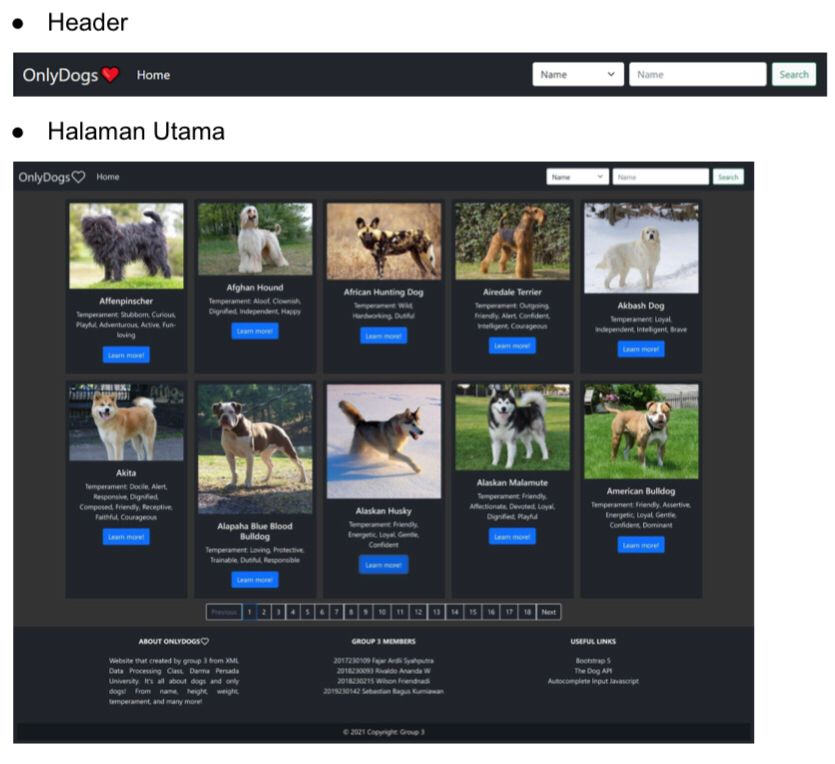 ● Header
OnlyDogs❤ Home Name Name Search
● Halaman Utama
OnlyDogs♡ Home Name Name Search
Affenpinscher
Temperament: Stubborn, Curious,
Playful, Adventurous, Active, Fun-
loving
Learn more!
Afghan Hound
Temperament: Aloof, Clownish,
Dignified, Independent, Happy
Learn more!
African Hunting Dog
Temperament: Wild,
Hardworking, Dutiful
Learn more!
Airedale Terrier
Temperament: Outgoing,
Friendly, Alert, Confident,
Intelligent, Courageous
Learn more!
Akbash Dog
Temperament: Loyal,
Independent, Intelligent, Brave
Learn more!
Akita
Temperament: Docile, Alert,
Responsive, Dignified,
Composed, Friendly, Receptive,
Faithful, Courageous
Learn more!
Alapaha Blue Blood
Bulldog
Temperament: Loving, Protective,
Trainable, Dutiful, Responsible
Learn more!
Alaskan Husky
Temperament: Friendly,
Energetic, Loyal, Gentle,
Confident
Learn more!
Alaskan Malamute
Temperament: Friendly,
Affectionate, Devoted, Loyal,
Dignified, Playful
Learn more!
American Bulldog
Temperament: Friendly, Assertive,
Energetic, Loyal, Gentle,
Confident, Dominant
Learn more!
Previous 1 2 3 4 5 6 7 8 9 10 11 12 13 14 15 16 17 18 Next
ABOUT ONLYDOGS♡
Website that created by group 3 from XML
Data Processing Class, Darma Persada
University. It's all about dogs and only
dogs! From name, height, weight,
temperament, and many more!
GROUP 3 MEMBERS
2017230109 Fajar Ardli Syahputra
2018230093 Rivaldo Ananda W
2018230215 Wilson Friendnadi
2019230142 Sebastian Bagus Kurniawan
USEFUL LINKS
Bootstrap 5
The Dog API
Autocomplete Input Javascript
© 2021 Copyright: Group 3